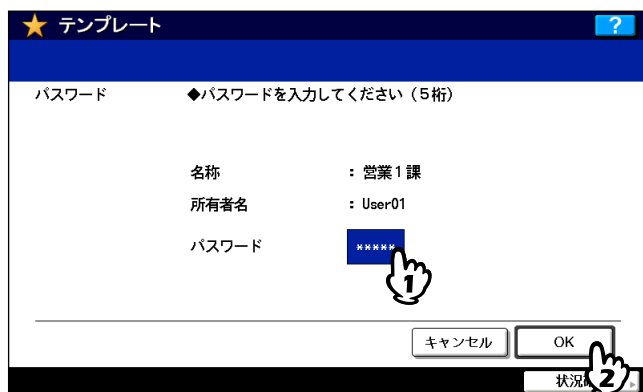 テンプレート ?
パスワード ◆パスワードを入力してください（5桁）
名称 : 営業1課
所有者名 : User01
パスワード *****
1
キャンセル OK
状況 2